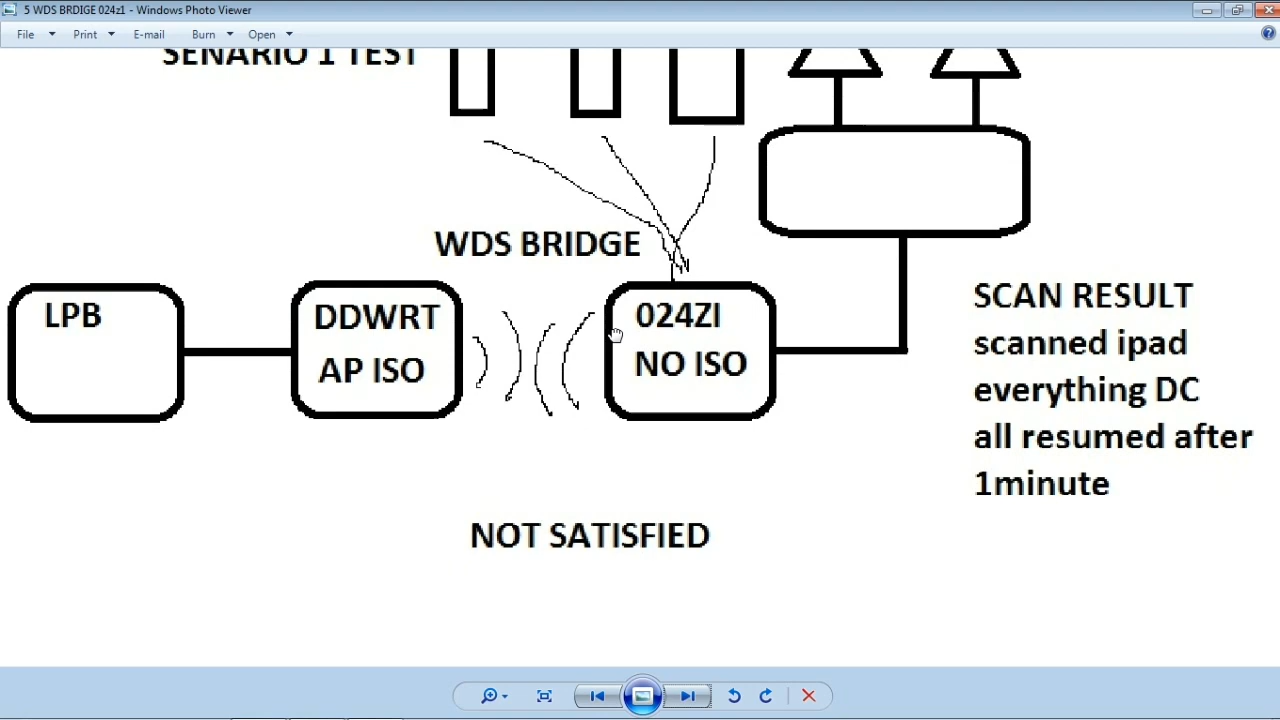 5 WDS BRDIGE 024z1 - Windows Photo Viewer
File Print E-mail Burn Open
SENARIO 1 TEST
WDS BRIDGE
LPB
DDWRT
AP ISO
024ZI
NO ISO
SCAN RESULT
scanned ipad
everything DC
all resumed after
1minute
NOT SATISFIED